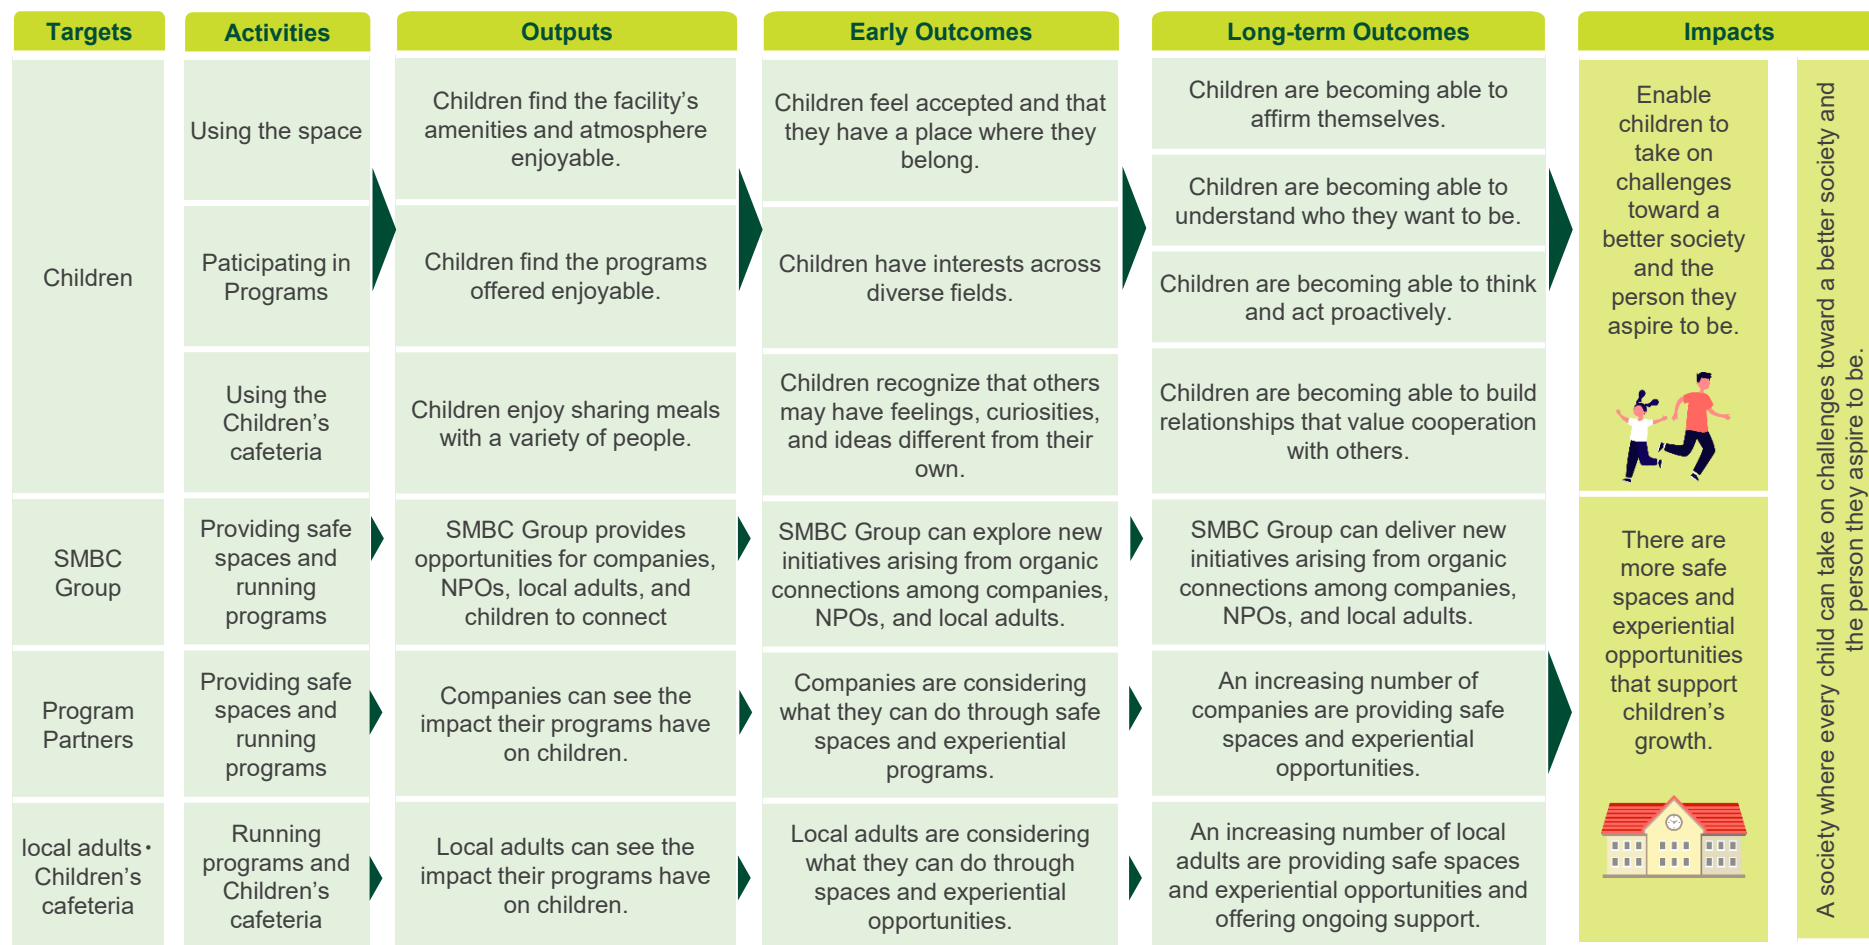 Targets
Activities
Outputs
Early Outcomes
Long-term Outcomes
Impacts
Children
Using the space
Children find the facility’s
amenities and atmosphere
enjoyable.
Children feel accepted and that
they have a place where they
belong.
Children are becoming able to
affirm themselves.
Children are becoming able to
understand who they want to be.
Paticipating in
Programs
Children find the programs
offered enjoyable.
Children have interests across
diverse fields.
Children are becoming able to think
and act proactively.
Using the
Children’s
cafeteria
Children enjoy sharing meals
with a variety of people.
Children recognize that others
may have feelings, curiosities,
and ideas different from their
own.
Children are becoming able to build
relationships that value cooperation
with others.
Enable
children to
take on
challenges
toward a
better society
and the
person they
aspire to be.
SMBC
Group
Providing safe
spaces and
running
programs
SMBC Group provides
opportunities for companies,
NPOs, local adults, and
children to connect
SMBC Group can explore new
initiatives arising from organic
connections among companies,
NPOs, and local adults.
SMBC Group can deliver new
initiatives arising from organic
connections among companies,
NPOs, and local adults.
Program
Partners
Providing safe
spaces and
running
programs
Companies can see the
impact their programs have
on children.
Companies are considering
what they can do through safe
spaces and experiential
programs.
An increasing number of
companies are providing safe
spaces and experiential
opportunities.
local adults・
Children’s
cafeteria
Running
programs and
Children’s
cafeteria
Local adults can see the
impact their programs have
on children.
Local adults are considering
what they can do through
spaces and experiential
opportunities.
An increasing number of local
adults are providing safe spaces
and experiential opportunities and
offering ongoing support.
There are
more safe
spaces and
experiential
opportunities
that support
children’s
growth.
A society where every child can take on challenges toward a better society and
the person they aspire to be.